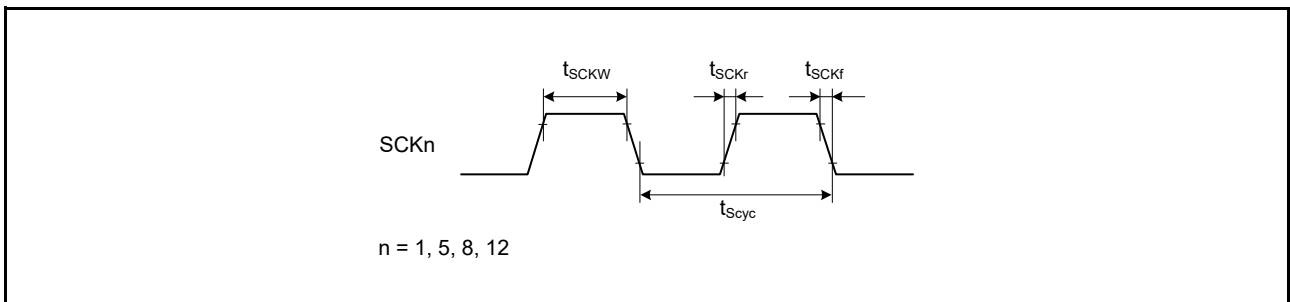 tSCKW
tSCKr
tSCKf
SCKn
tScyc
n = 1, 5, 8, 12